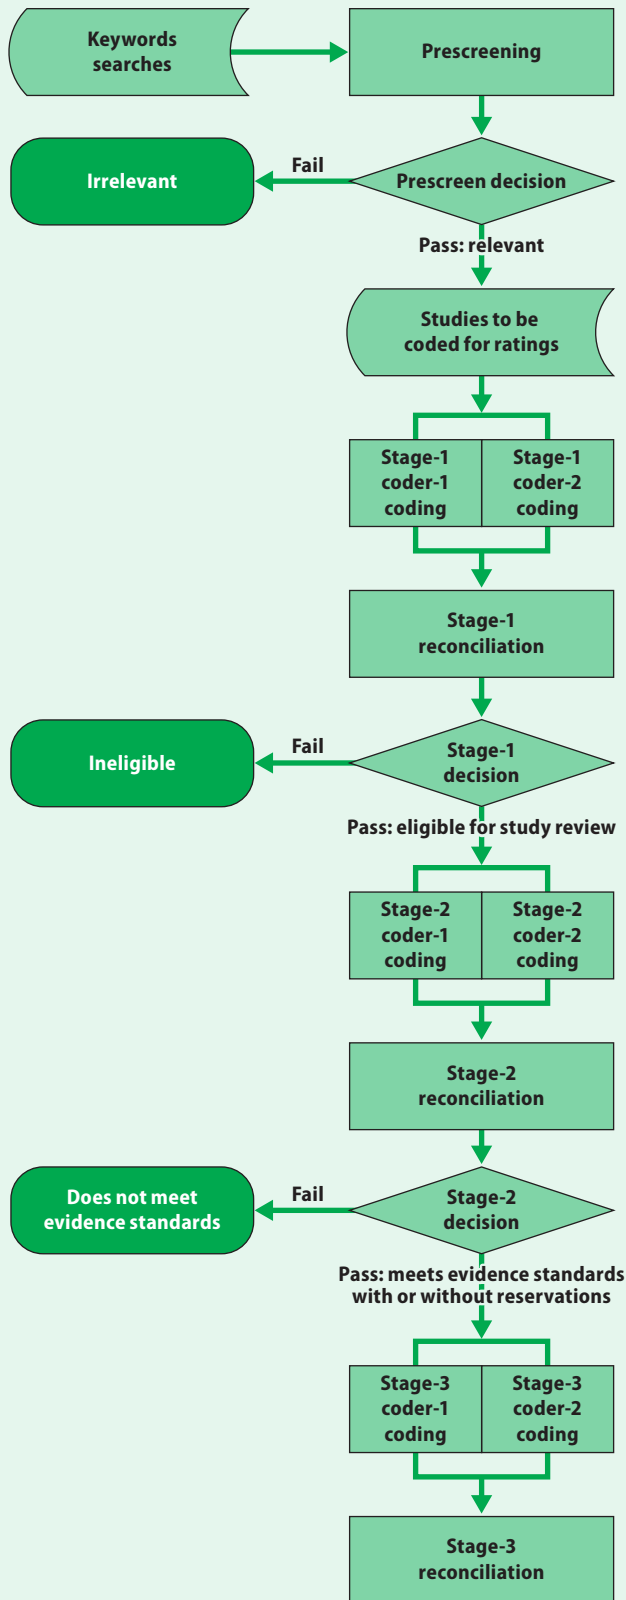 Keywords
searches
Prescreening
Fail
Irrelevant
Prescreen decision
Pass: relevant
Studies to be
coded for ratings
Stage-1
coder-1
coding
Stage-1
coder-2
coding
Stage-1
reconciliation
Fail
Ineligible
Stage-1
decision
Pass: eligible for study review
Stage-2
coder-1
coding
Stage-2
coder-2
coding
Stage-2
reconciliation
Does not meet
evidence standards
Fail
Stage-2
decision
Pass: meets evidence standards
with or without reservations
Stage-3
coder-1
coding
Stage-3
coder-2
coding
Stage-3
reconciliation